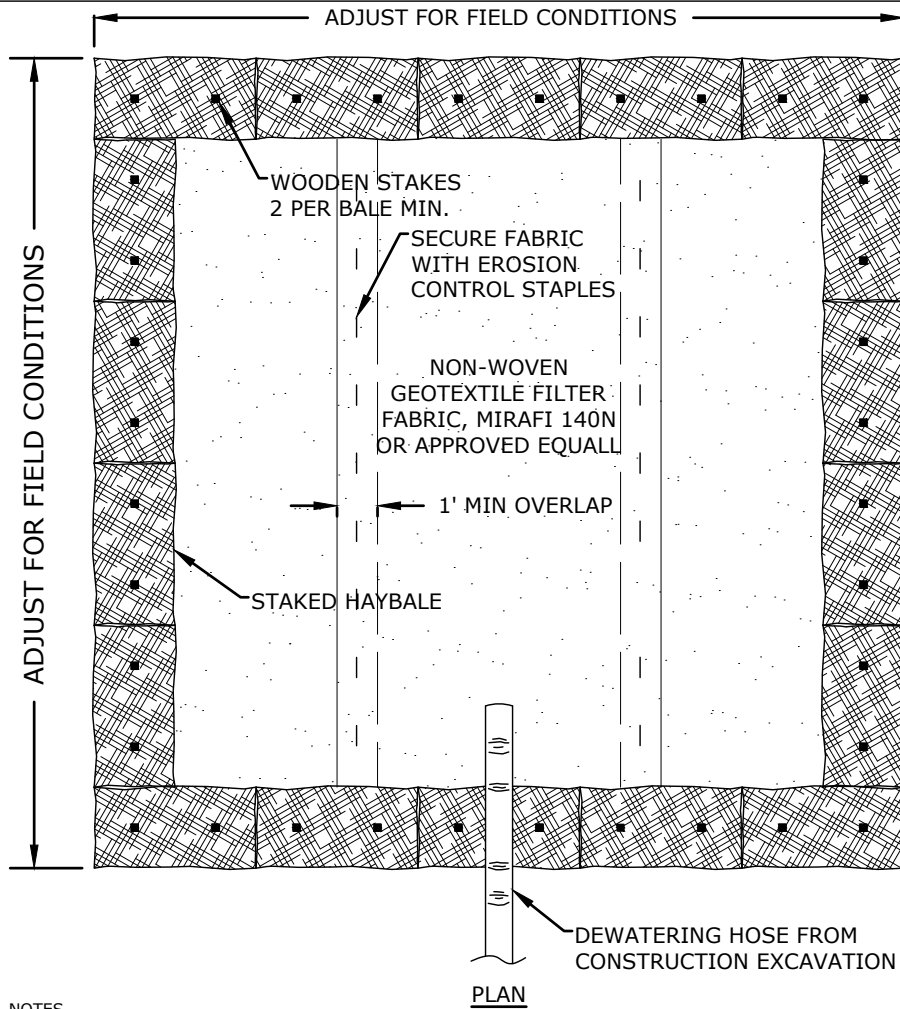 ADJUST FOR FIELD CONDITIONS
ADJUST FOR FIELD CONDITIONS
WOODEN STAKES
2 PER BALE MIN.
SECURE FABRIC
WITH EROSION
CONTROL STAPLES
NON-WOVEN
GEOTEXTILE FILTER
FABRIC, MIRAFI 140N
OR APPROVED EQUALL
1' MIN OVERLAP
STAKED HAYBALE
DEWATERING HOSE FROM
CONSTRUCTION EXCAVATION
PLAN
NOTES